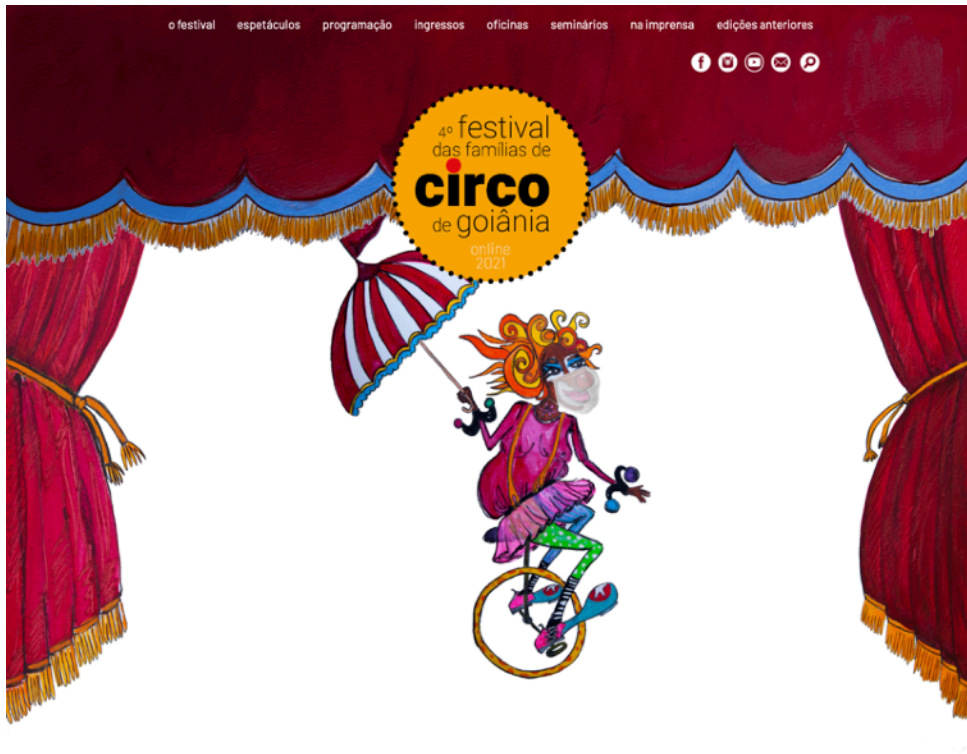 o festival espetáculos programação ingressos oficinas seminários na imprensa edições anteriores
4º festival
das famílias de
circo
de goiânia
online
2021